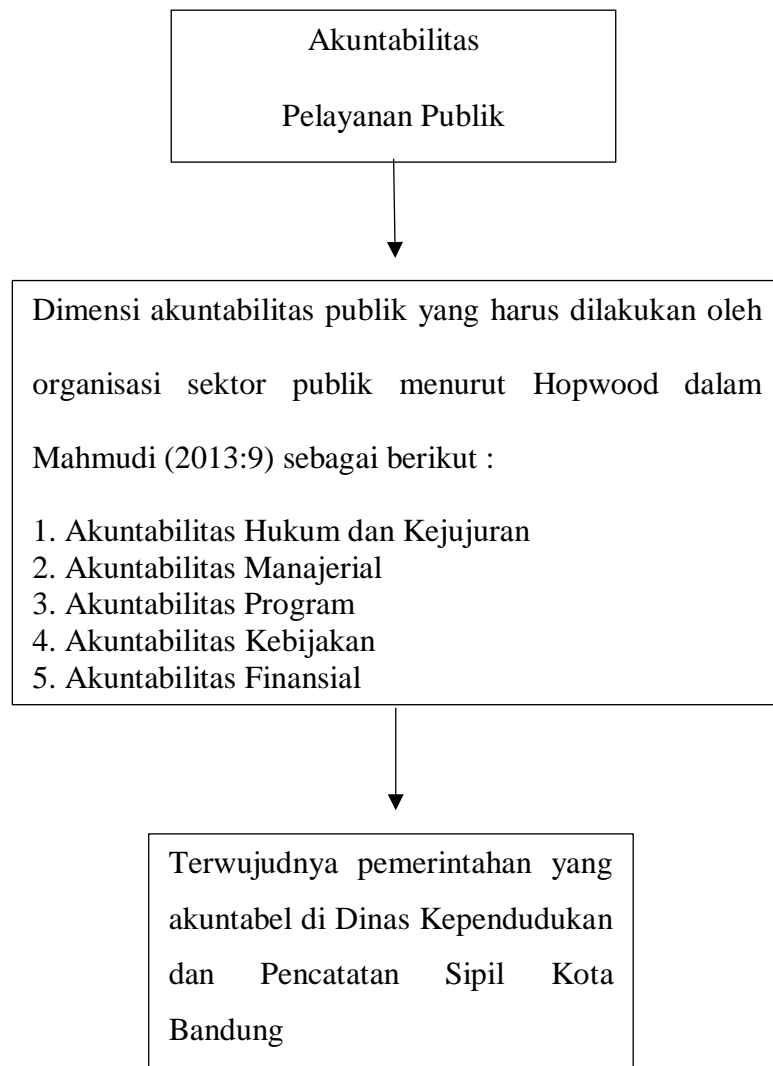 Akuntabilitas
Pelayanan Publik
Dimensi akuntabilitas publik yang harus dilakukan oleh
organisasi sektor publik menurut Hopwood dalam
Mahmudi (2013:9) sebagai berikut :
1. Akuntabilitas Hukum dan Kejujuran
2. Akuntabilitas Manajerial
3. Akuntabilitas Program
4. Akuntabilitas Kebijakan
5. Akuntabilitas Finansial
Terwujudnya pemerintahan yang
akuntabel di Dinas Kependudukan
dan Pencatatan Sipil Kota
Bandung